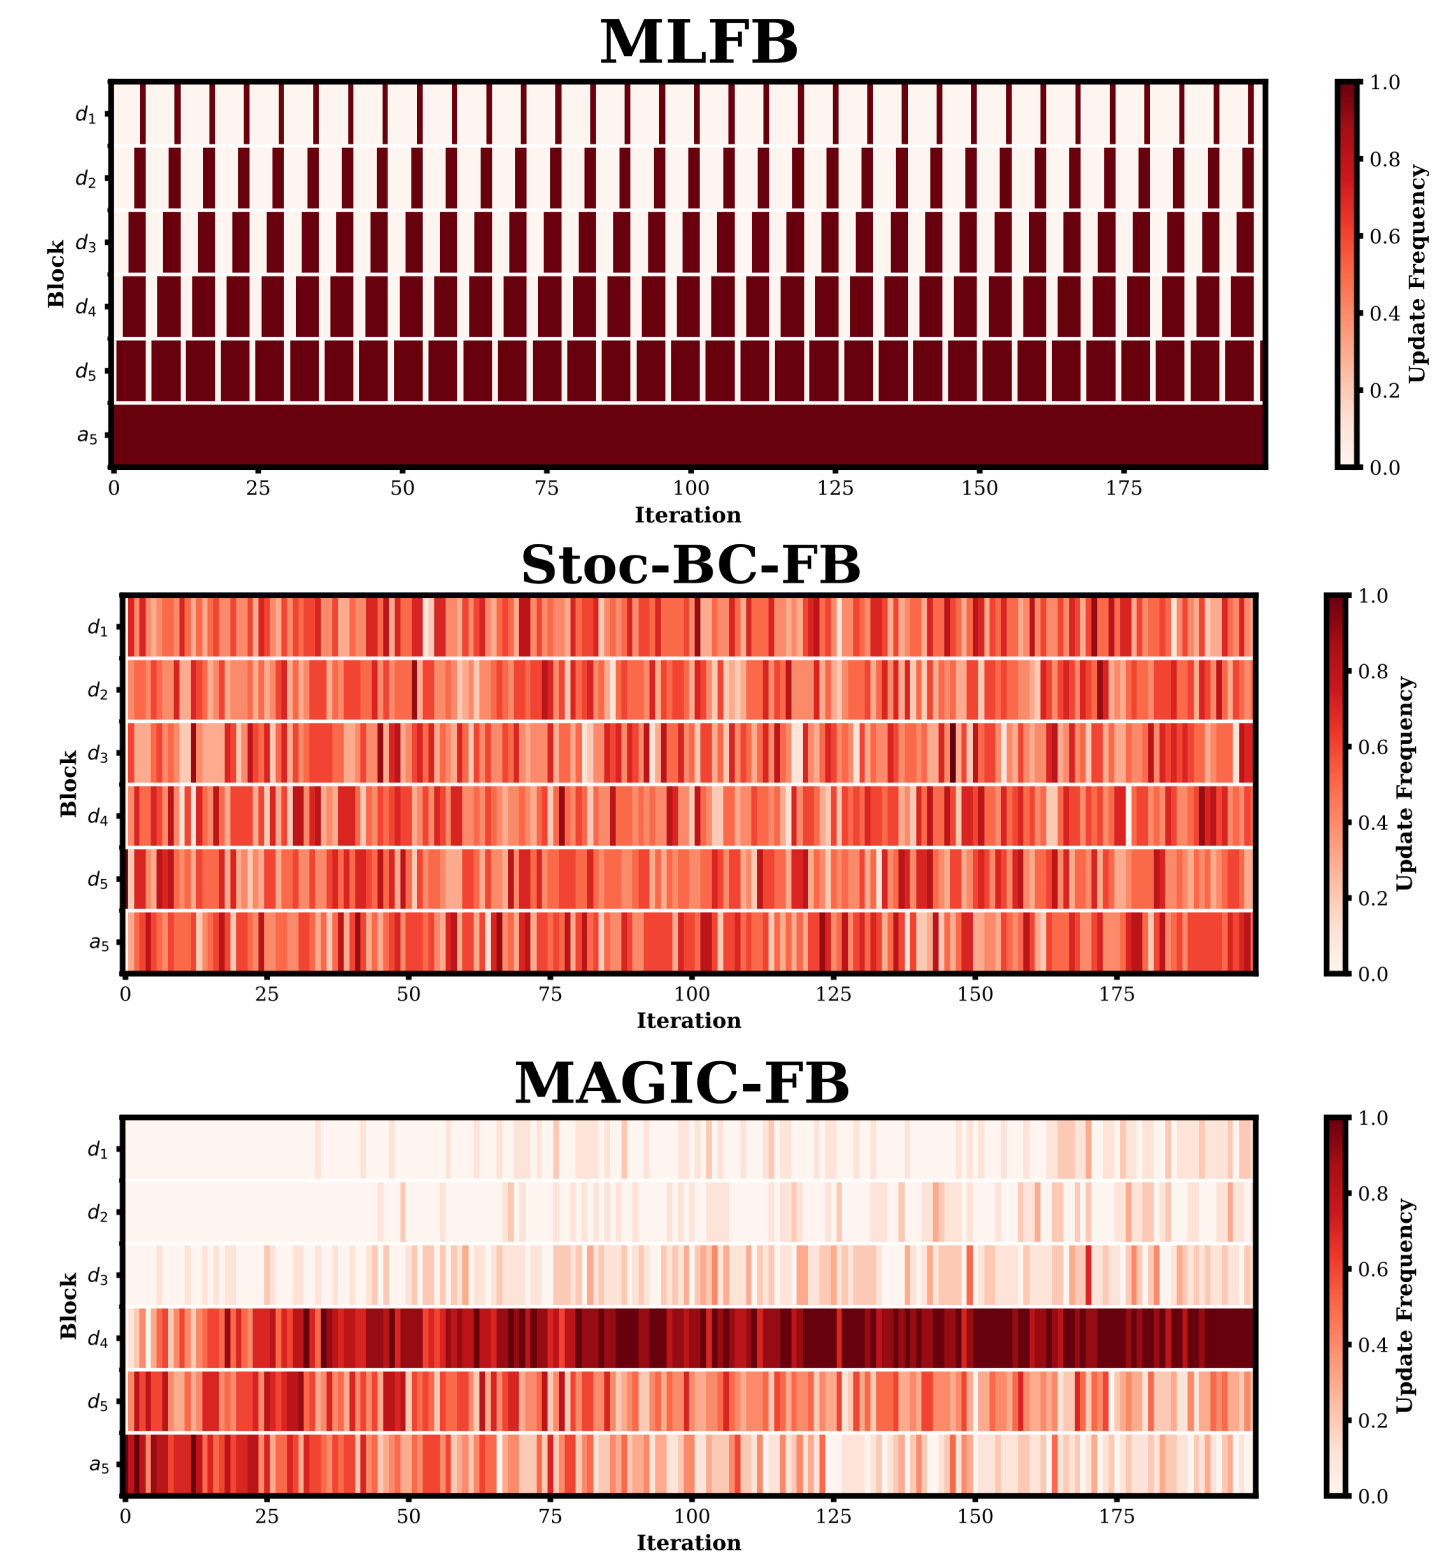 MLFB
d1
d2
d3
d4
d5
a5
Block
0 25 50 75 100 125 150 175
Iteration
1.0
0.8
0.6
0.4
0.2
0.0
Update Frequency
Stoc-BC-FB
d1
d2
d3
d4
d5
a5
Block
0 25 50 75 100 125 150 175
Iteration
1.0
0.8
0.6
0.4
0.2
0.0
Update Frequency
MAGIC-FB
d1
d2
d3
d4
d5
a5
Block
0 25 50 75 100 125 150 175
Iteration
1.0
0.8
0.6
0.4
0.2
0.0
Update Frequency